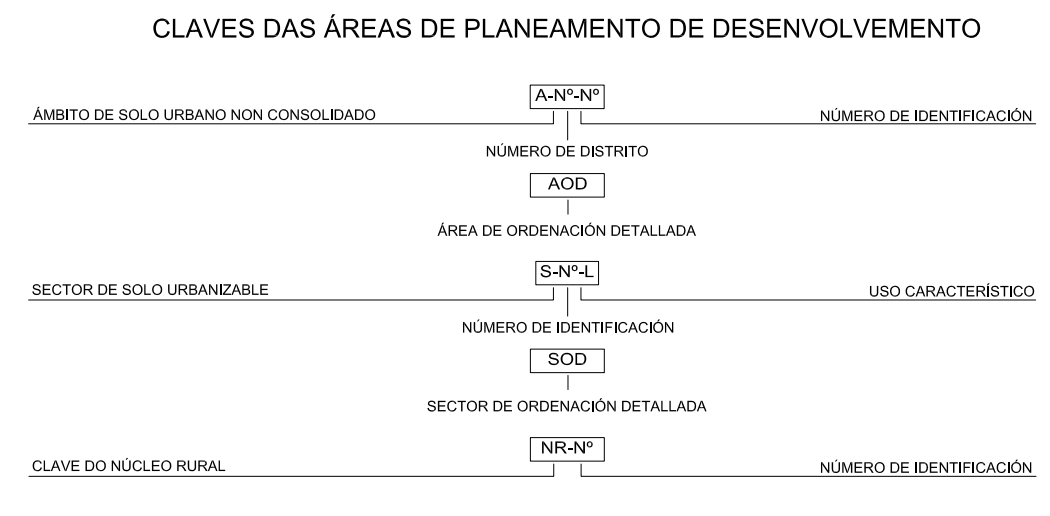 CLAVES DAS ÁREAS DE PLANEAMENTO DE DESENVOLVEMENTO
A-Nº-Nº
ÁMBITO DE SOLO URBANO NON CONSOLIDADO
NÚMERO DE IDENTIFICACIÓN
NÚMERO DE DISTRITO
AOD
ÁREA DE ORDENACIÓN DETALLADA
S-Nº-L
SECTOR DE SOLO URBANIZABLE
USO CARACTERÍSTICO
NÚMERO DE IDENTIFICACIÓN
SOD
SECTOR DE ORDENACIÓN DETALLADA
NR-Nº
CLAVE DO NÚCLEO RURAL
NÚMERO DE IDENTIFICACIÓN